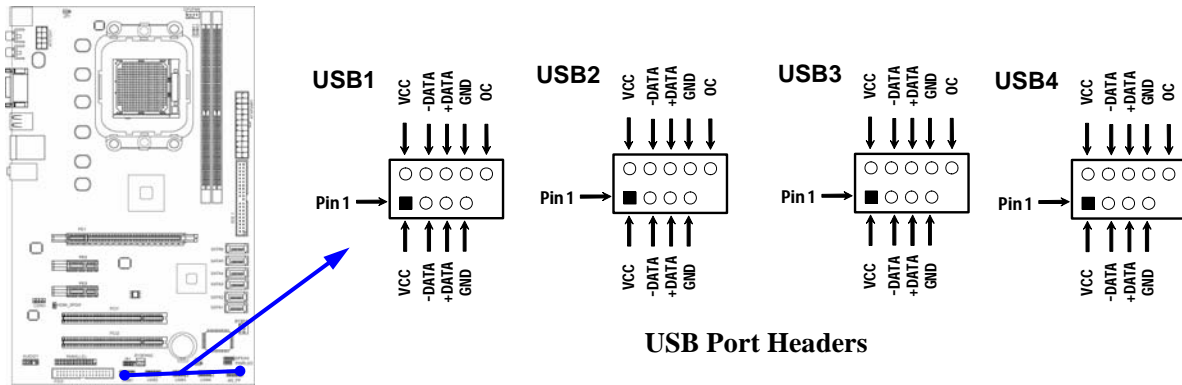 USB1
VCC
-DATA
+DATA
GND
OC
Pin 1
VCC
-DATA
+DATA
GND
USB2
VCC
-DATA
+DATA
GND
OC
Pin 1
VCC
-DATA
+DATA
GND
USB3
VCC
-DATA
+DATA
GND
OC
Pin 1
VCC
-DATA
+DATA
GND
USB4
VCC
-DATA
+DATA
GND
OC
Pin 1
VCC
-DATA
+DATA
GND
USB Port Headers